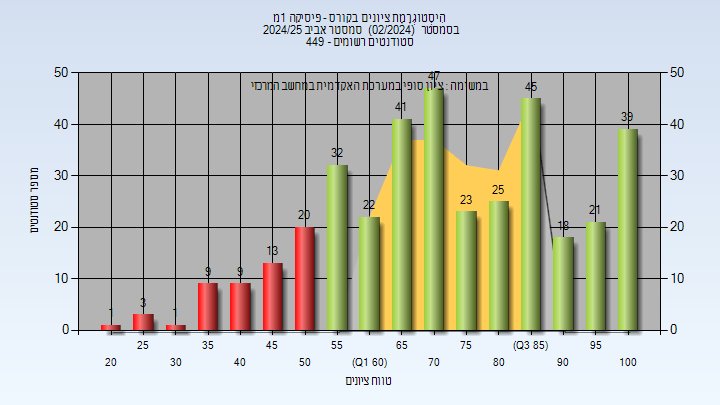 היסטוגרמת ציונים בקורס - פיסיקה 1מ
בסמסטר (02/2024) סמסטר אביב 2024/25
סטודנטים רשומים - 449
במשימה : ציון סופי במערכת האקדמית במחשב המרכזי
מספר סטודנטים
50 40 30 20 10 0
50 40 30 20 10 0
1 3 1 9 9 13 20 32 22 41 47 23 25 45 18 21 39
25 35 45 55 65 75 (Q3 85) 95
20 30 40 50 (Q1 60) 70 80 90 100
טווח ציונים